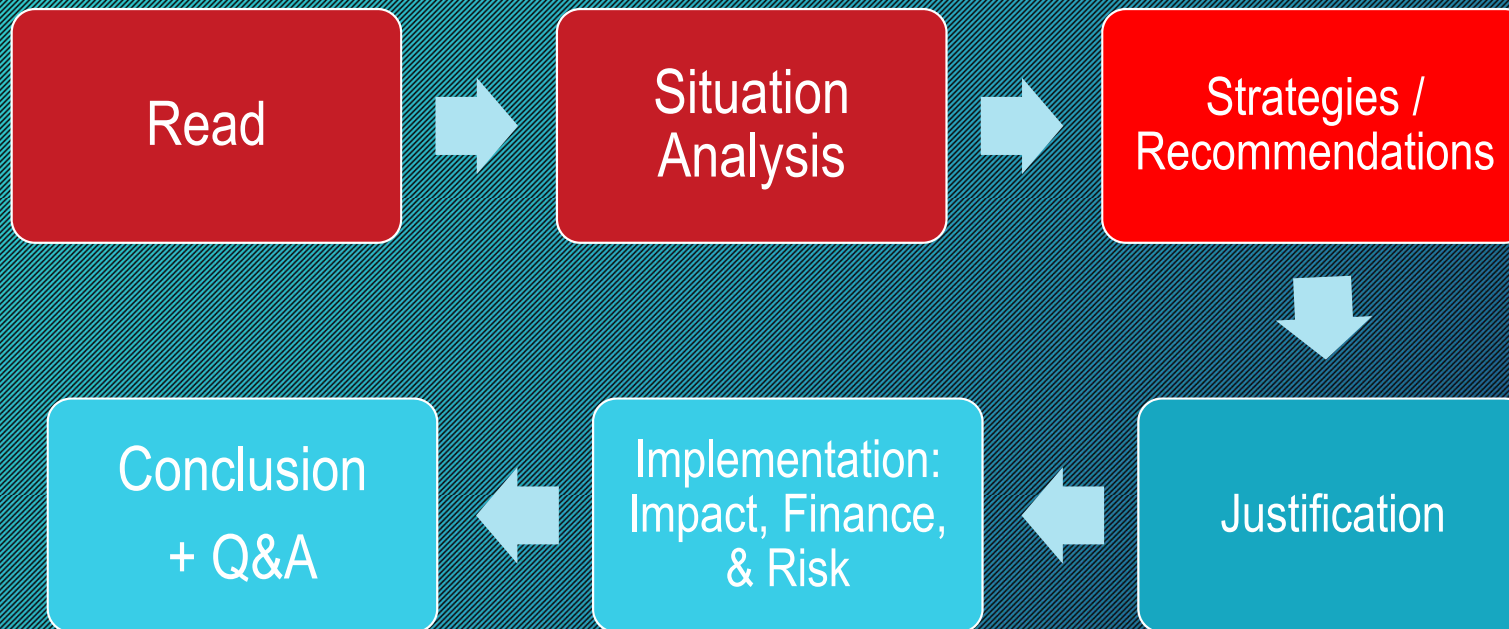 Read
Situation
Analysis
Strategies /
Recommendations
Justification
Implementation:
Impact, Finance,
& Risk
Conclusion
+ Q&A